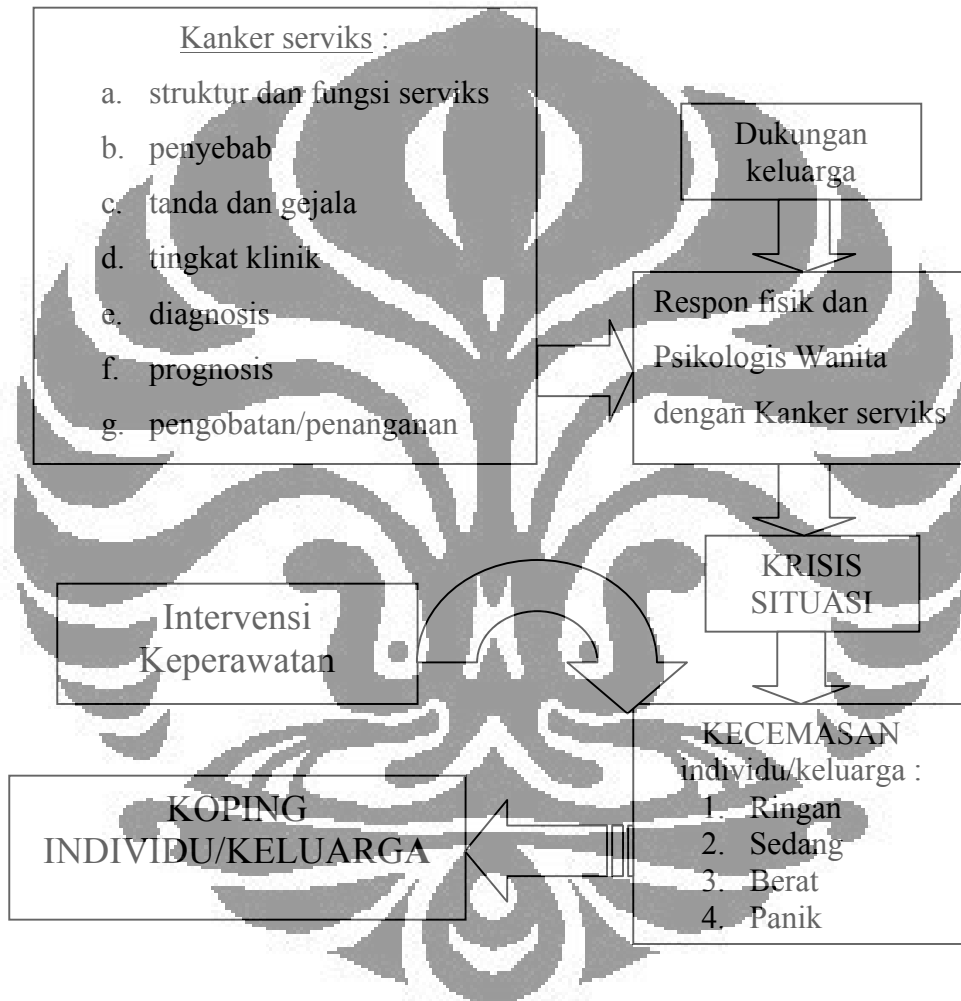 Kanker serviks :
a. struktur dan fungsi serviks
b. penyebab
c. tanda dan gejala
d. tingkat klinik
e. diagnosis
f. prognosis
g. pengobatan/penanganan
Dukungan
keluarga
Respon fisik dan
Psikologis Wanita
dengan Kanker serviks
KRISIS
SITUASI
Intervensi
Keperawatan
KECEMASAN
individu/keluarga :
1. Ringan
2. Sedang
3. Berat
4. Panik
KOPING
INDIVIDU/KELUARGA